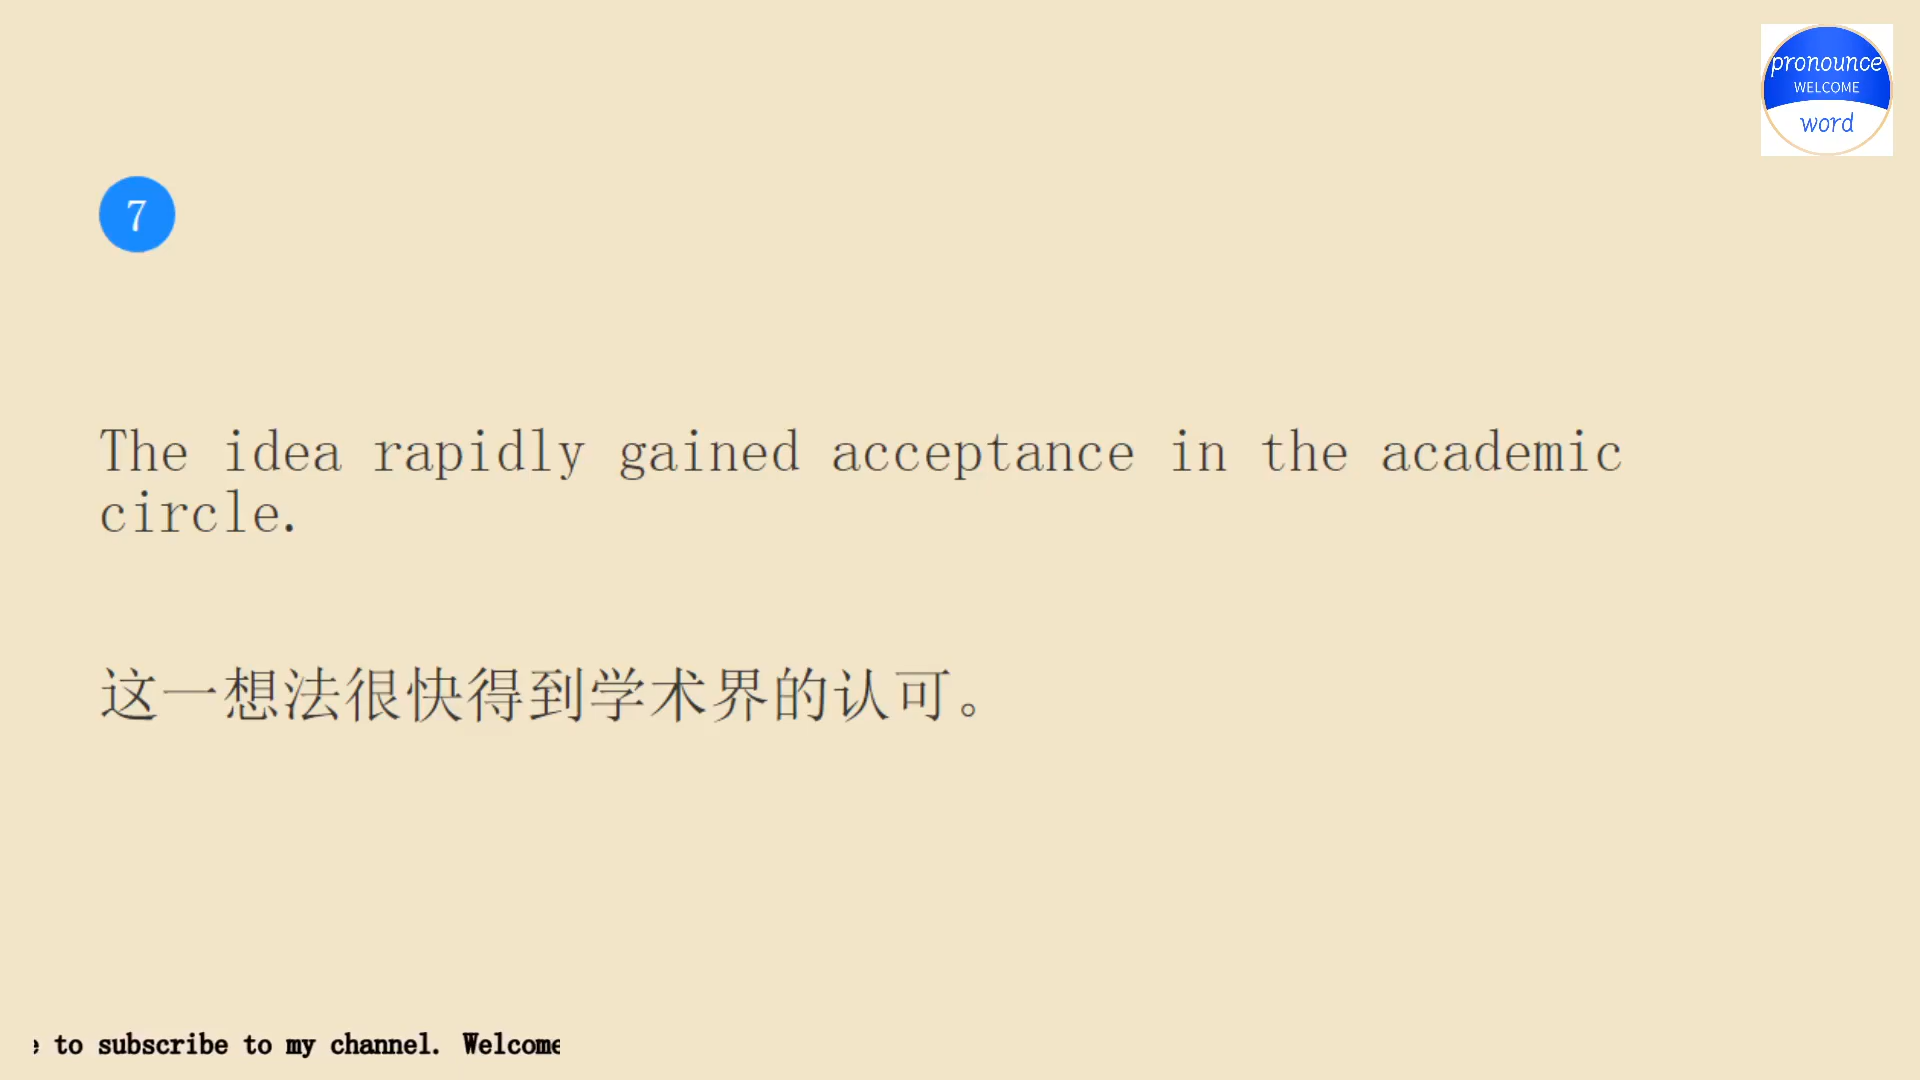 pronounce
WELCOME
word
7
The idea rapidly gained acceptance in the academic
circle.
这一想法很快得到学术界的认可。
to subscribe to my channel. Welcome